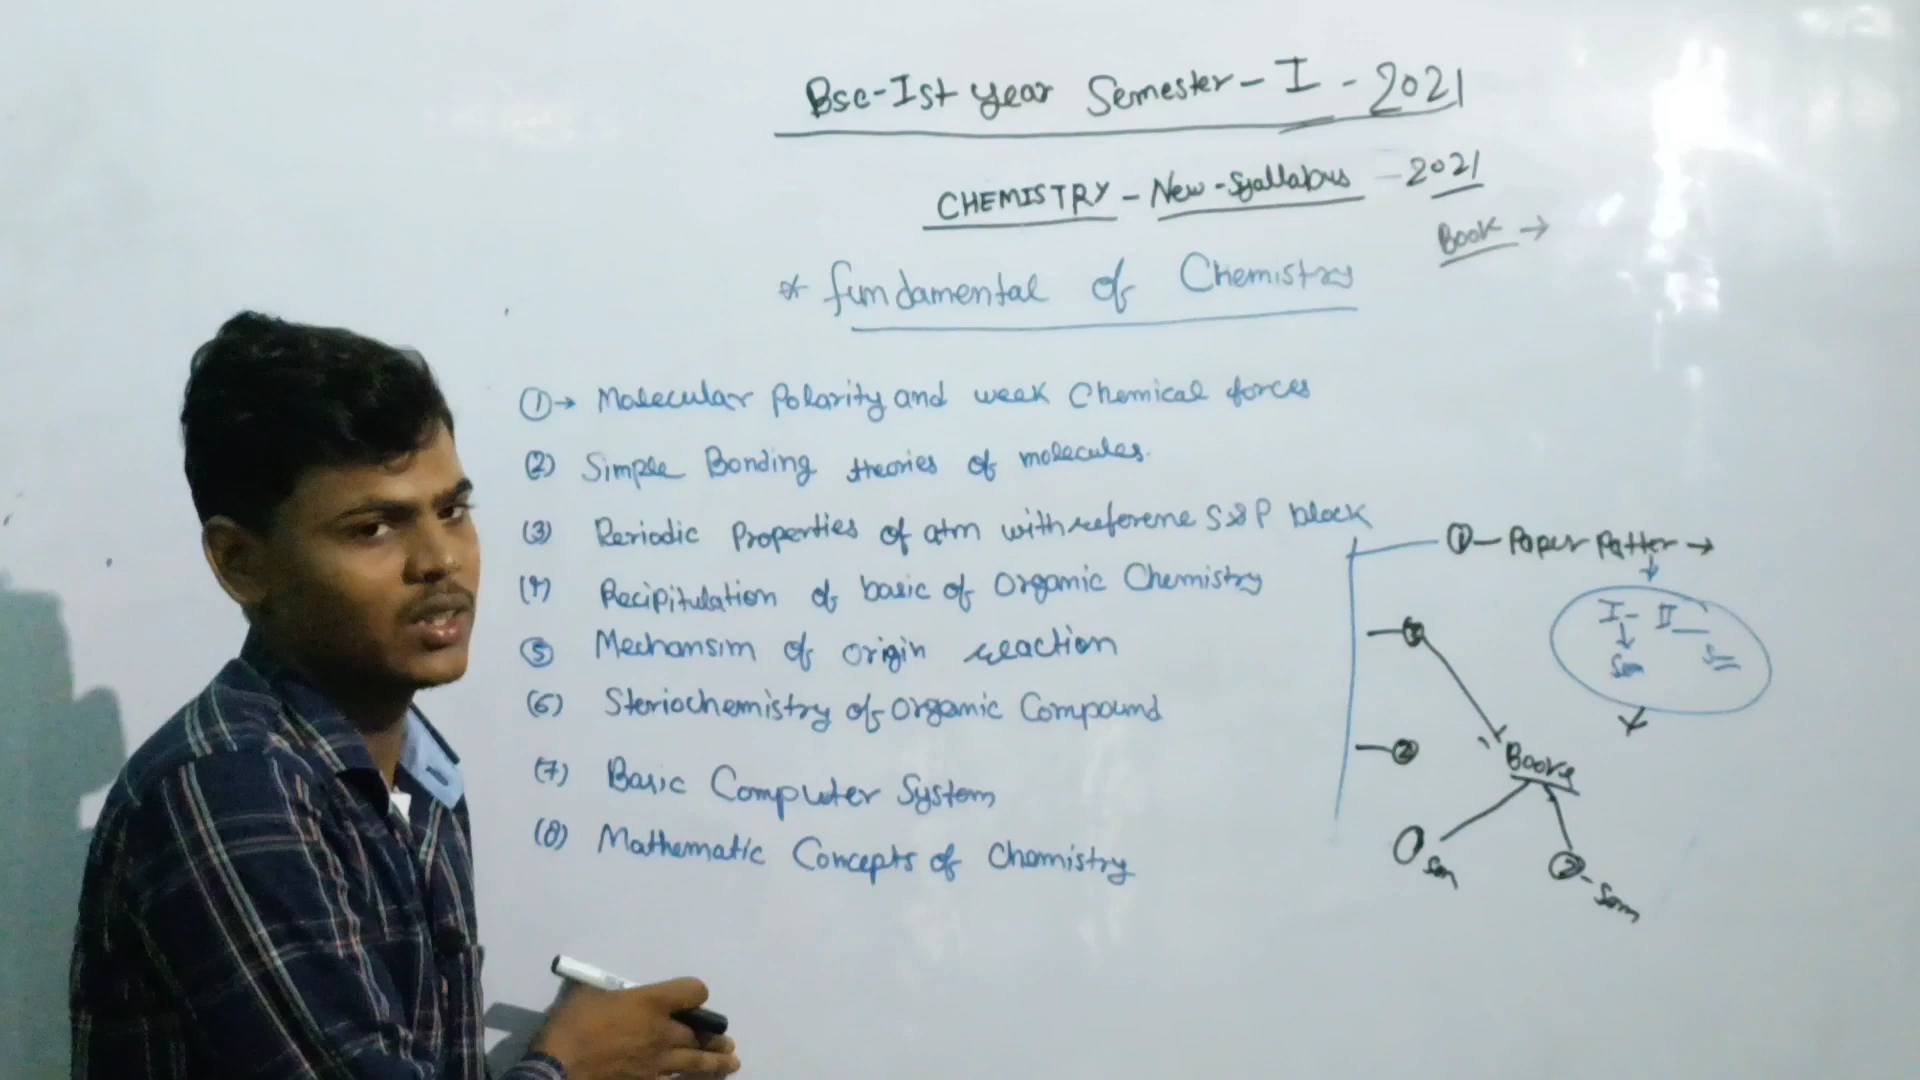 Bsc-Ist year Semester-I-2021
CHEMISTRY-New-Syallabus-2021
Book→
* fundamental of Chemistry
①→ Molecular Polarity and weak Chemical forces
(2) Simple Bonding theories of molecules.
(3) Periodic Properties of atm with refereme S&P block
(4) Recipitulation of basic of Organic Chemistry
⑤ Mechansim of origin reaction
(6) Steriochemistry of Organic Compound
(7) Basic Computer System
(8) Mathematic Concepts of Chemistry
①-Paper Patter→
I- II
Sem
②
Books
Sem
②-Sem